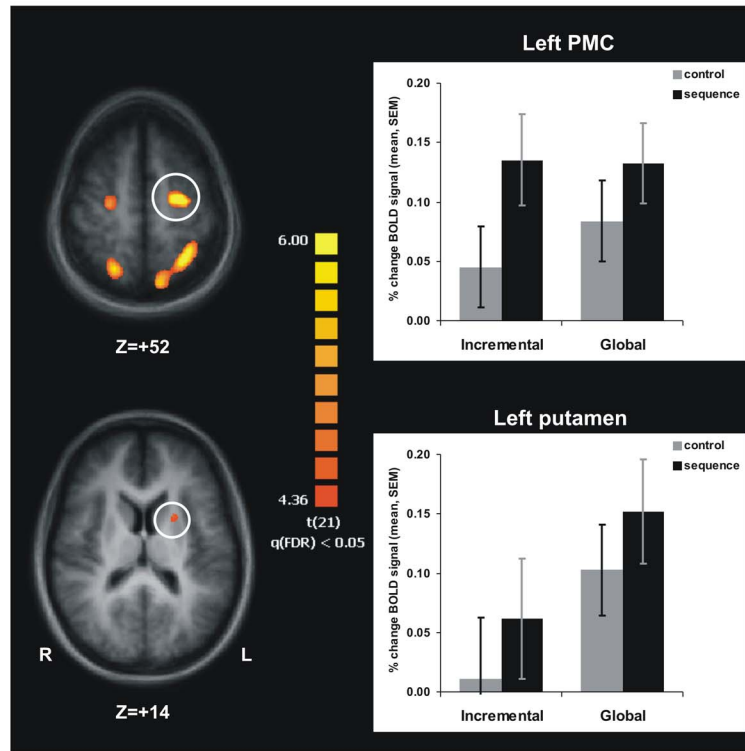 Left PMC
control
sequence
% change BOLD signal (mean, SEM)
0.20
0.15
0.10
0.05
0.00
Incremental Global
Z=+52
6.00
4.36
t(21)
q(FDR) < 0.05
Left putamen
control
sequence
% change BOLD signal (mean, SEM)
0.20
0.15
0.10
0.05
0.00
Incremental Global
R L
Z=+14